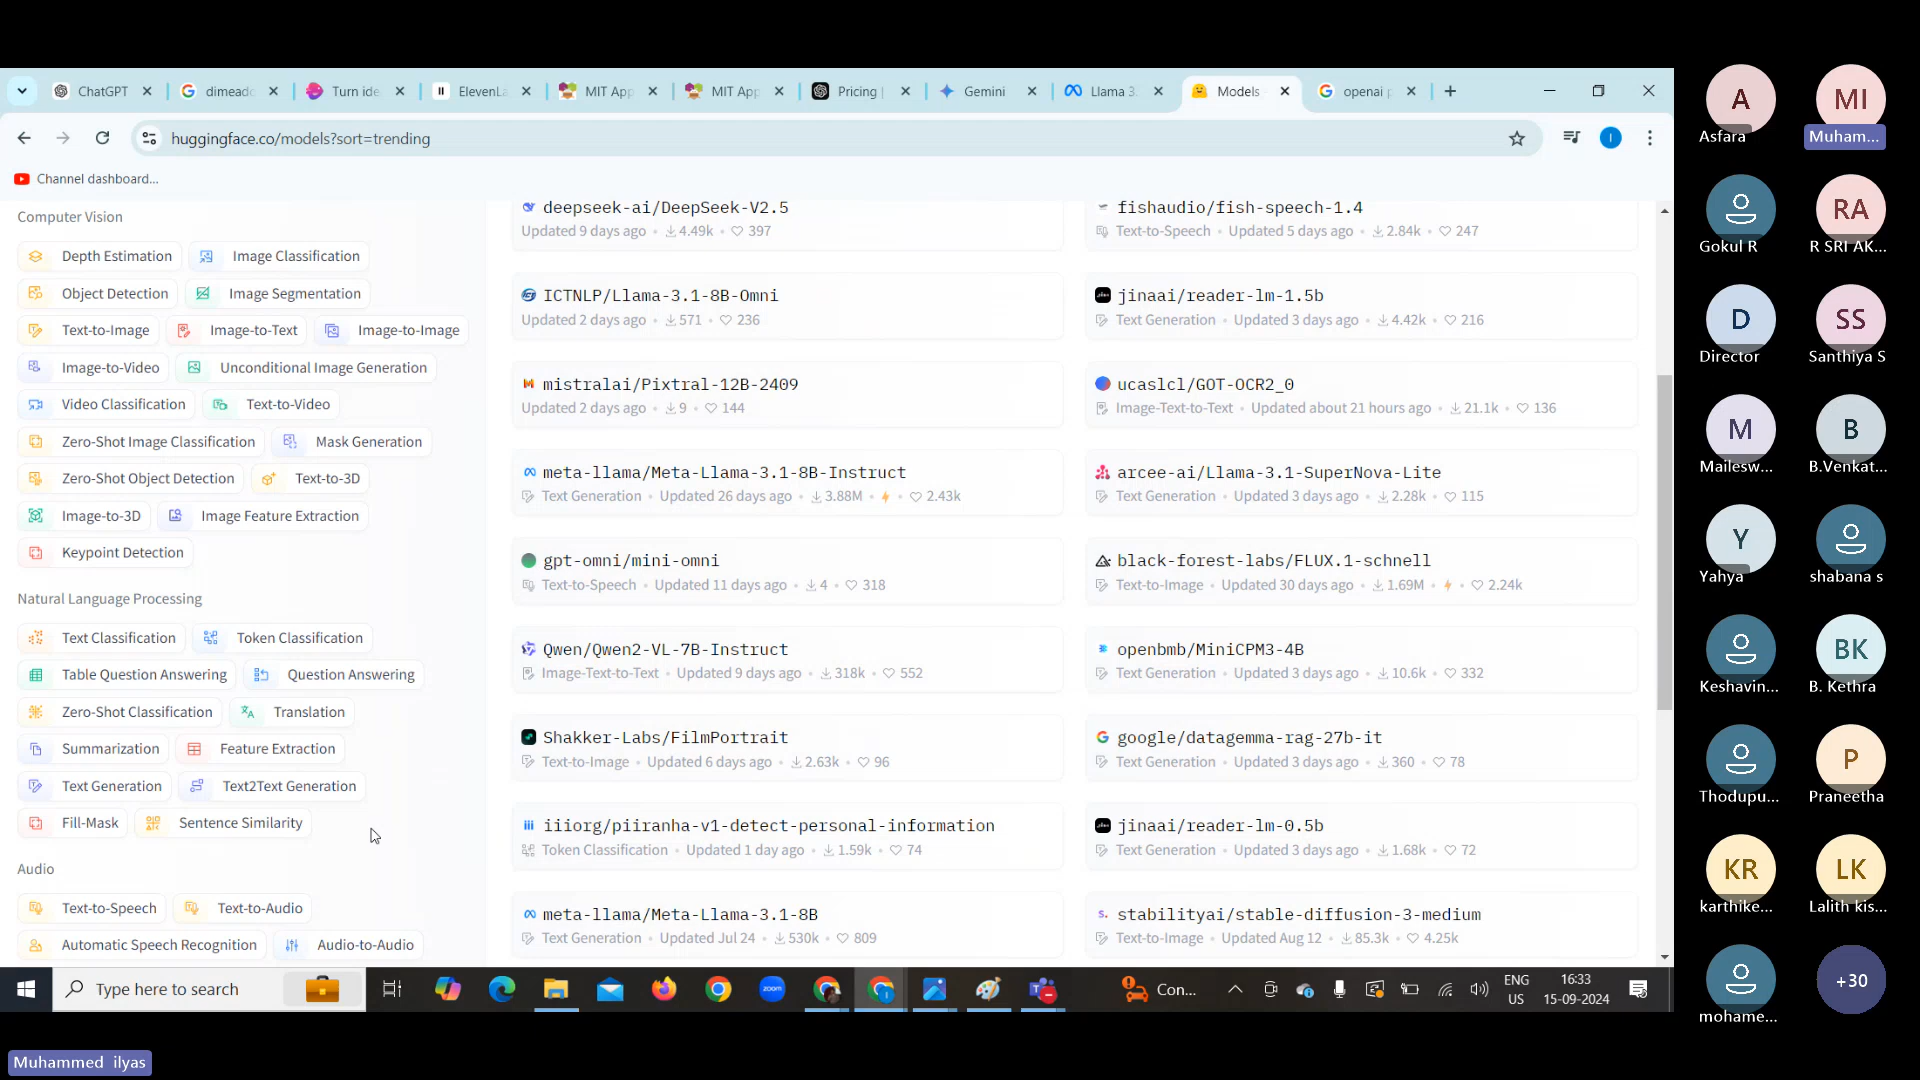 ChatGPT
dimeadc
Turn ide
ElevenLa
MIT App
MIT App
Pricing |
Gemini
Llama 3.
Models
openai p
huggingface.co/models?sort=trending
Channel dashboard...
Computer Vision
Depth Estimation Image Classification
Object Detection Image Segmentation
Text-to-Image Image-to-Text Image-to-Image
Image-to-Video Unconditional Image Generation
Video Classification Text-to-Video
Zero-Shot Image Classification Mask Generation
Zero-Shot Object Detection Text-to-3D
Image-to-3D Image Feature Extraction
Keypoint Detection
Natural Language Processing
Text Classification Token Classification
Table Question Answering Question Answering
Zero-Shot Classification Translation
Summarization Feature Extraction
Text Generation Text2Text Generation
Fill-Mask Sentence Similarity
Audio
Text-to-Speech Text-to-Audio
Automatic Speech Recognition Audio-to-Audio
deepseek-ai/DeepSeek-V2.5
Updated 9 days ago • 4.49k • 397
fishaudio/fish-speech-1.4
Text-to-Speech • Updated 5 days ago • 2.84k • 247
ICTNLP/Llama-3.1-8B-Omni
Updated 2 days ago • 571 • 236
jinaai/reader-lm-1.5b
Text Generation • Updated 3 days ago • 4.42k • 216
mistralai/Pixtral-12B-2409
Updated 2 days ago • 9 • 144
ucaslcl/GOT-OCR2_0
Image-Text-to-Text • Updated about 21 hours ago • 21.1k • 136
meta-llama/Meta-Llama-3.1-8B-Instruct
Text Generation • Updated 26 days ago • 3.88M • 2.43k
arcee-ai/Llama-3.1-SuperNova-Lite
Text Generation • Updated 3 days ago • 2.28k • 115
gpt-omni/mini-omni
Text-to-Speech • Updated 11 days ago • 4 • 318
black-forest-labs/FLUX.1-schnell
Text-to-Image • Updated 30 days ago • 1.69M • 2.24k
Qwen/Qwen2-VL-7B-Instruct
Image-Text-to-Text • Updated 9 days ago • 318k • 552
openbmb/MiniCPM3-4B
Text Generation • Updated 3 days ago • 10.6k • 332
Shakker-Labs/FilmPortrait
Text-to-Image • Updated 6 days ago • 2.63k • 96
google/datagemma-rag-27b-it
Text Generation • Updated 3 days ago • 360 • 78
iiiorg/piiranha-v1-detect-personal-information
Token Classification • Updated 1 day ago • 1.59k • 74
jinaai/reader-lm-0.5b
Text Generation • Updated 3 days ago • 1.68k • 72
meta-llama/Meta-Llama-3.1-8B
Text Generation • Updated Jul 24 • 530k • 809
stabilityai/stable-diffusion-3-medium
Text-to-Image • Updated Aug 12 • 85.3k • 4.25k
Type here to search
zoom
Con...
ENG
US
16:33
15-09-2024
A MI
Asfara Muham...
RA
Gokul R R SRI AK...
D SS
Director Santhiya S
M B
Mailesw... B.Venkat...
Y
Yahya shabana s
BK
Keshavin... B. Kethra
P
Thodupu... Praneetha
KR LK
karthike... Lalith kis...
+30
mohame...
Muhammed ilyas